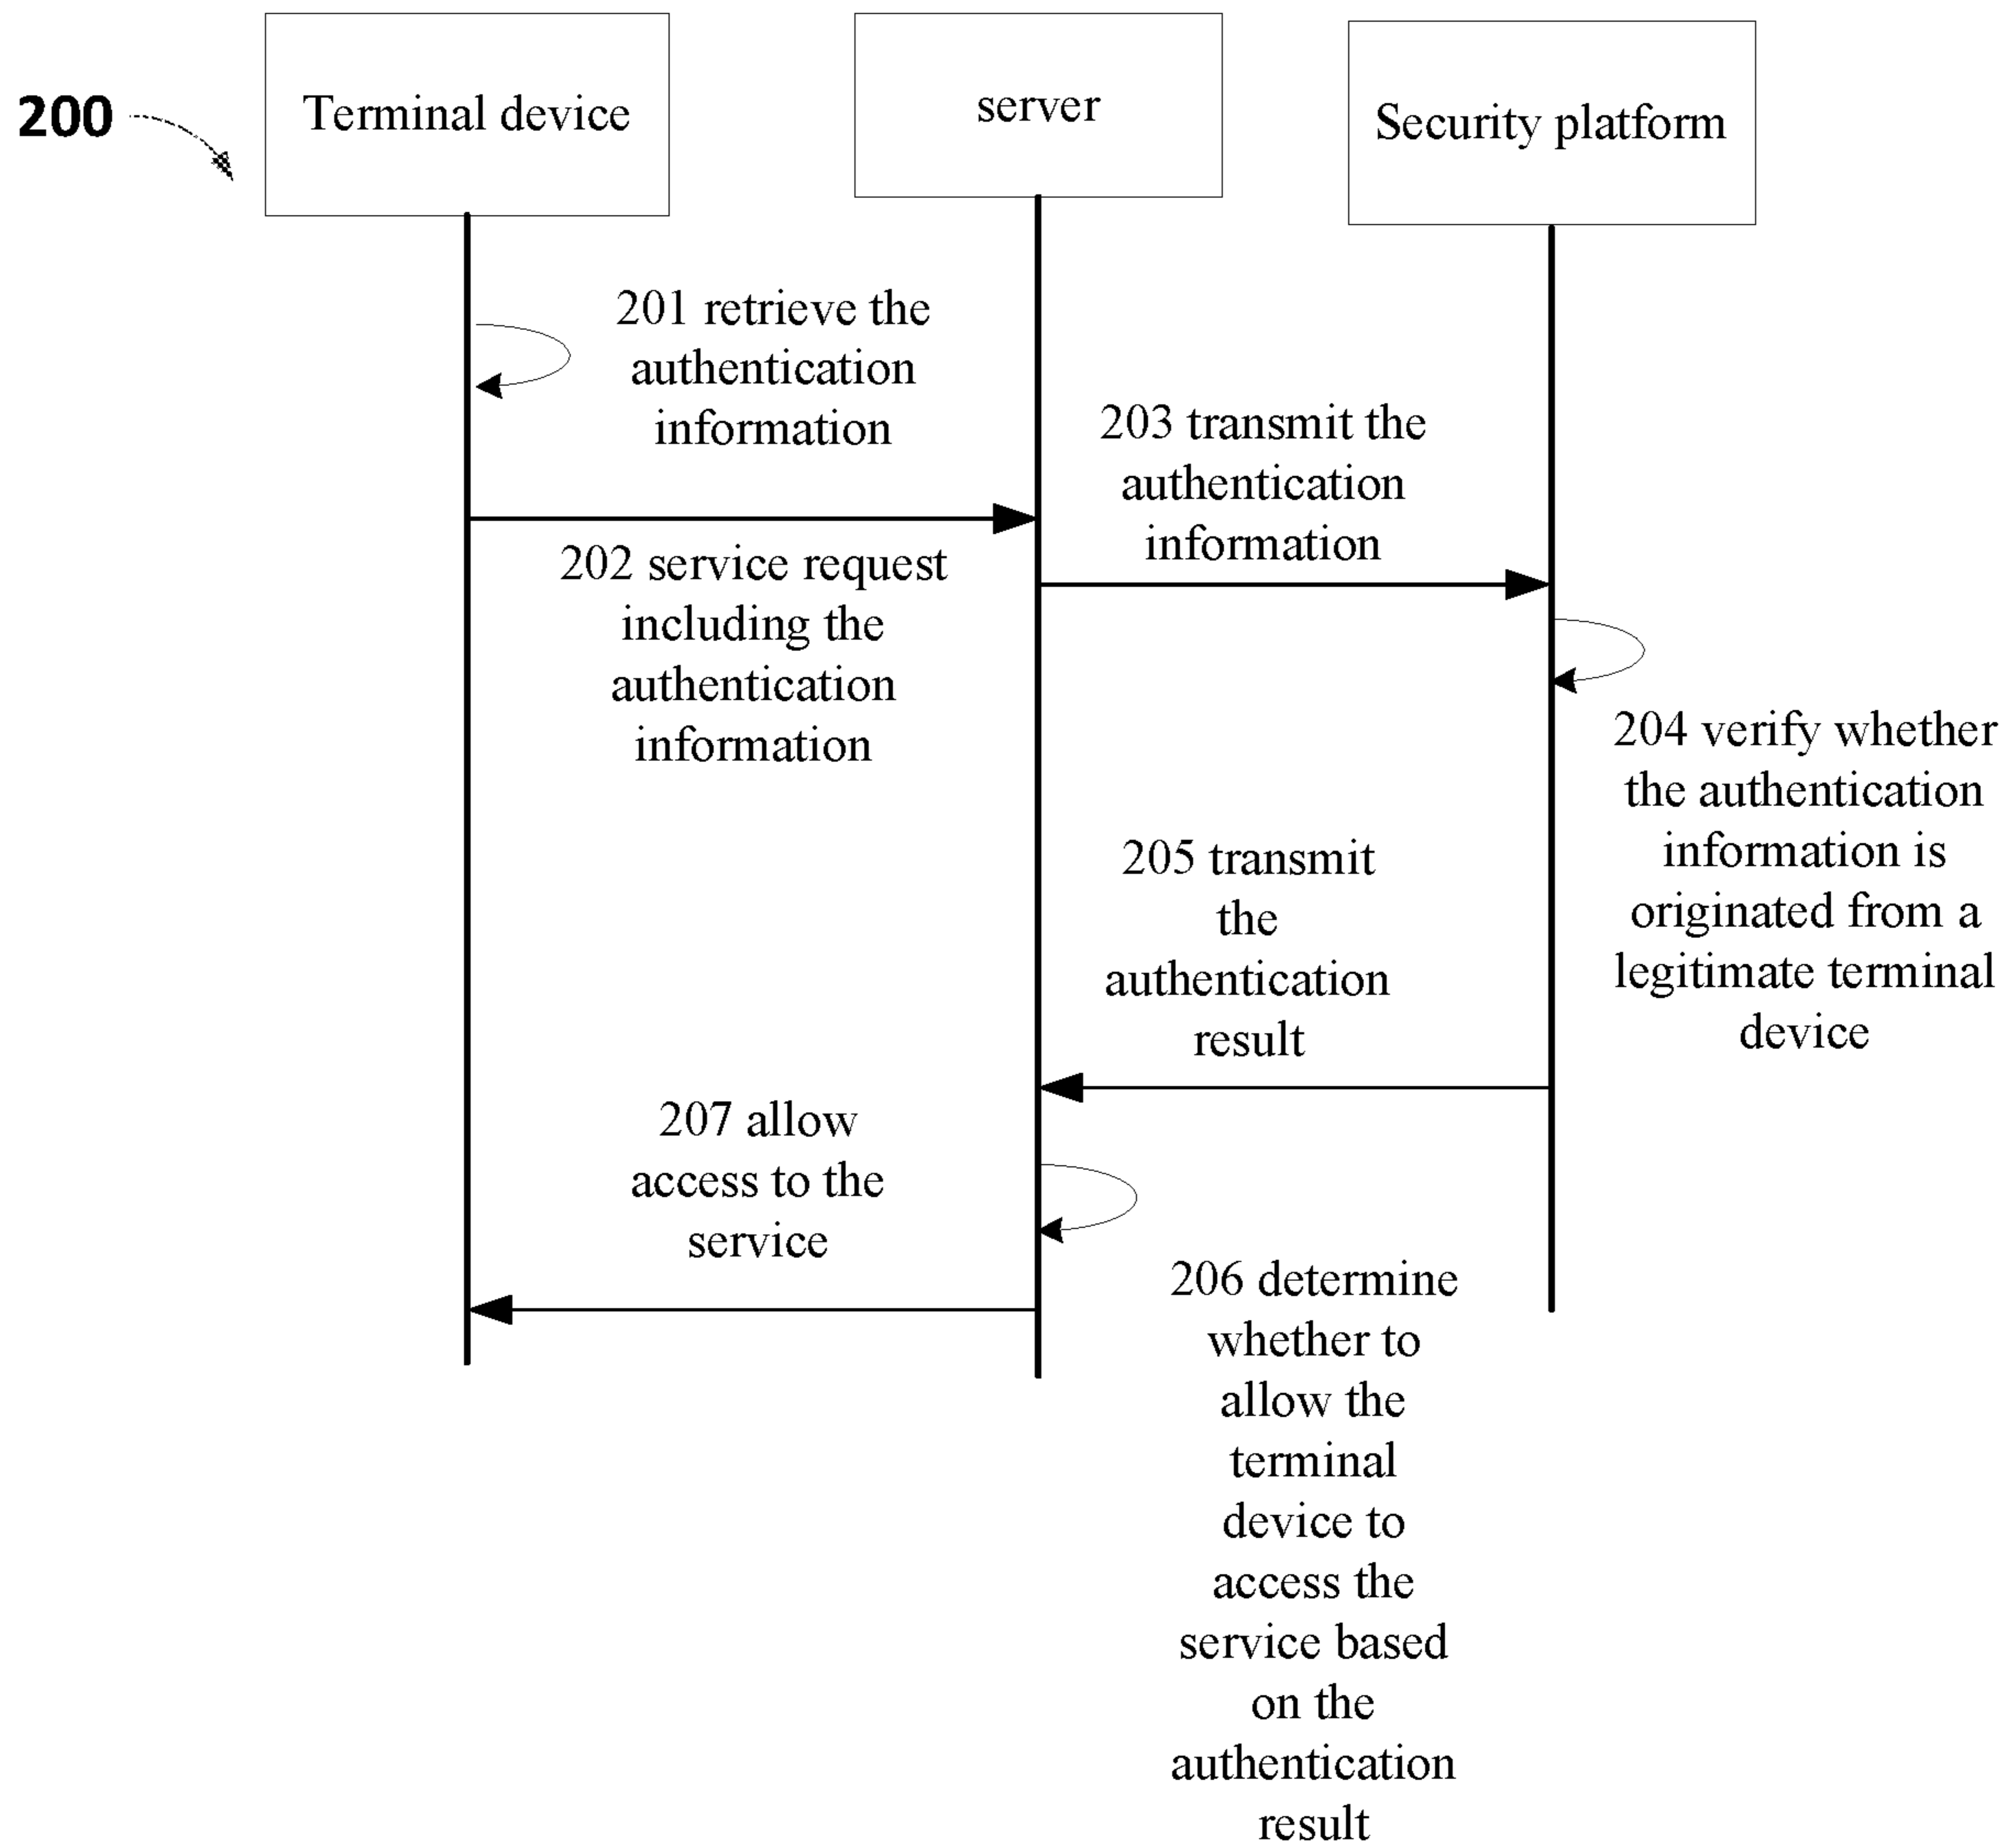 200
Terminal device
server
Security platform
201 retrieve the
authentication
information
202 service request
including the
authentication
information
203 transmit the
authentication
information
204 verify whether
the authentication
information is
originated from a
legitimate terminal
device
205 transmit
the
authentication
result
206 determine
whether to
allow the
terminal
device to
access the
service based
on the
authentication
result
207 allow
access to the
service